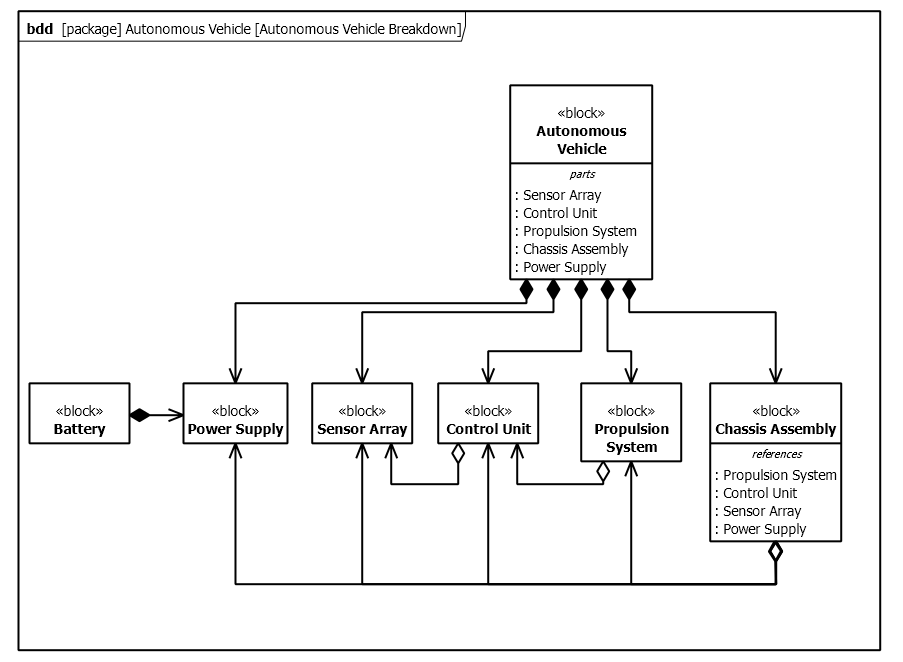 bdd [package] Autonomous Vehicle [Autonomous Vehicle Breakdown]
«block»
Autonomous
Vehicle
parts
: Sensor Array
: Control Unit
: Propulsion System
: Chassis Assembly
: Power Supply
«block»
Battery
«block»
Power Supply
«block»
Sensor Array
«block»
Control Unit
«block»
Propulsion
System
«block»
Chassis Assembly
references
: Propulsion System
: Control Unit
: Sensor Array
: Power Supply